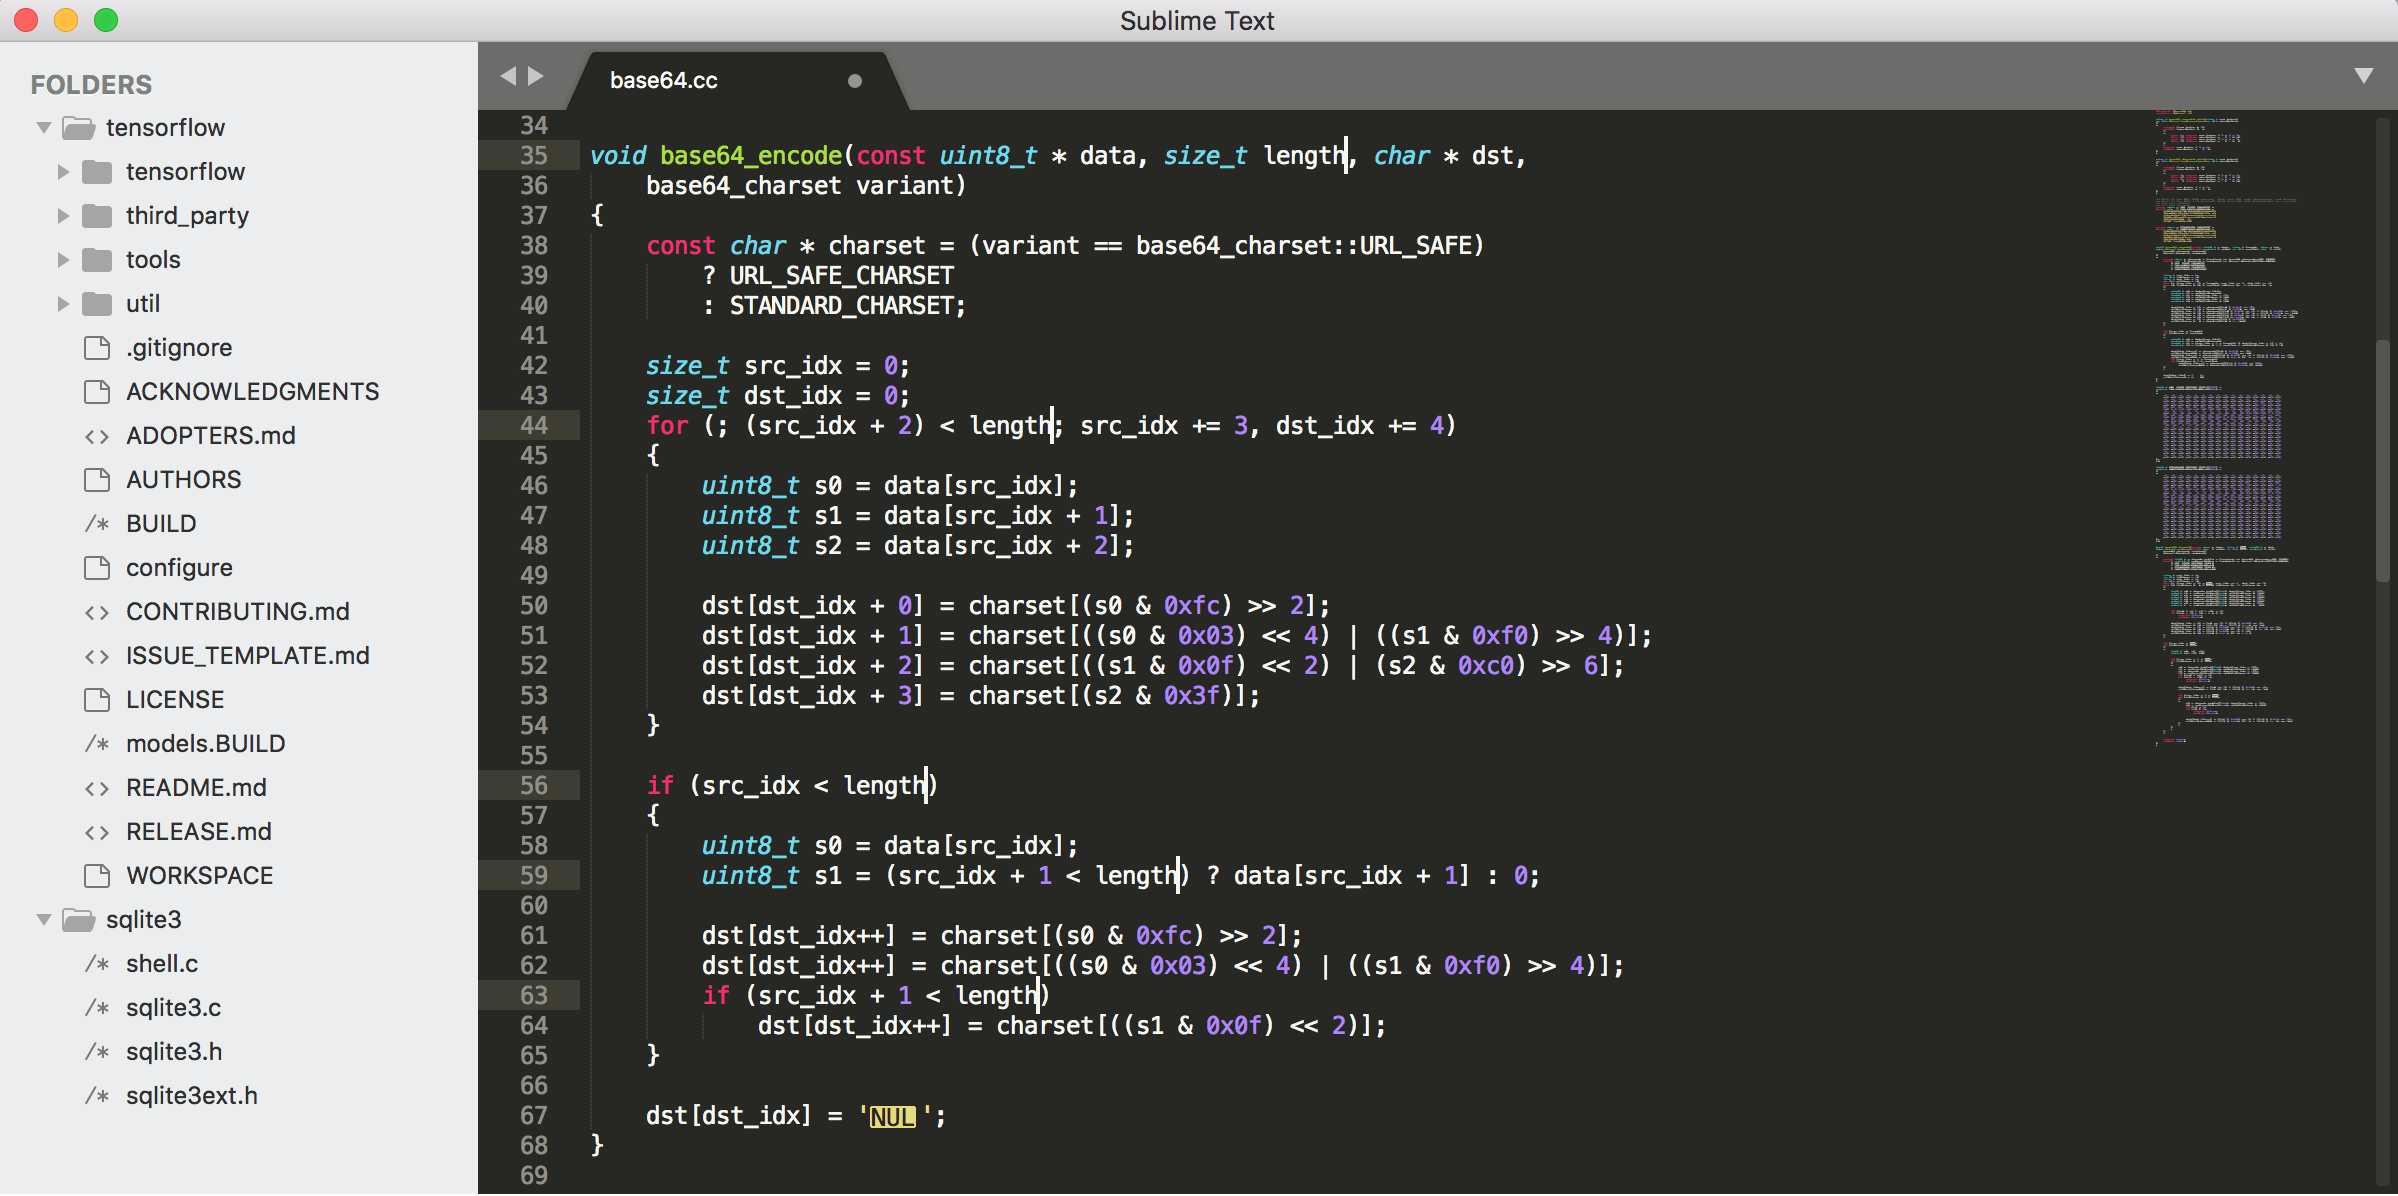 Sublime Text
FOLDERS
tensorflow
tensorflow
third_party
tools
util
.gitignore
ACKNOWLEDGMENTS
<> ADOPTERS.md
AUTHORS
/* BUILD
configure
<> CONTRIBUTING.md
<> ISSUE_TEMPLATE.md
LICENSE
/* models.BUILD
<> README.md
<> RELEASE.md
WORKSPACE
sqlite3
/* shell.c
/* sqlite3.c
/* sqlite3.h
/* sqlite3ext.h
base64.cc
34
35 void base64_encode(const uint8_t * data, size_t length, char * dst,
36     base64_charset variant)
37 {
38     const char * charset = (variant == base64_charset::URL_SAFE)
39         ? URL_SAFE_CHARSET
40         : STANDARD_CHARSET;
41
42     size_t src_idx = 0;
43     size_t dst_idx = 0;
44     for (; (src_idx + 2) < length; src_idx += 3, dst_idx += 4)
45     {
46         uint8_t s0 = data[src_idx];
47         uint8_t s1 = data[src_idx + 1];
48         uint8_t s2 = data[src_idx + 2];
49
50         dst[dst_idx + 0] = charset[(s0 & 0xfc) >> 2];
51         dst[dst_idx + 1] = charset[((s0 & 0x03) << 4) | ((s1 & 0xf0) >> 4)];
52         dst[dst_idx + 2] = charset[((s1 & 0x0f) << 2) | (s2 & 0xc0) >> 6];
53         dst[dst_idx + 3] = charset[(s2 & 0x3f)];
54     }
55
56     if (src_idx < length)
57     {
58         uint8_t s0 = data[src_idx];
59         uint8_t s1 = (src_idx + 1 < length) ? data[src_idx + 1] : 0;
60
61         dst[dst_idx++] = charset[(s0 & 0xfc) >> 2];
62         dst[dst_idx++] = charset[((s0 & 0x03) << 4) | ((s1 & 0xf0) >> 4)];
63         if (src_idx + 1 < length)
64             dst[dst_idx++] = charset[((s1 & 0x0f) << 2)];
65     }
66
67     dst[dst_idx] = 'NUL';
68 }
69